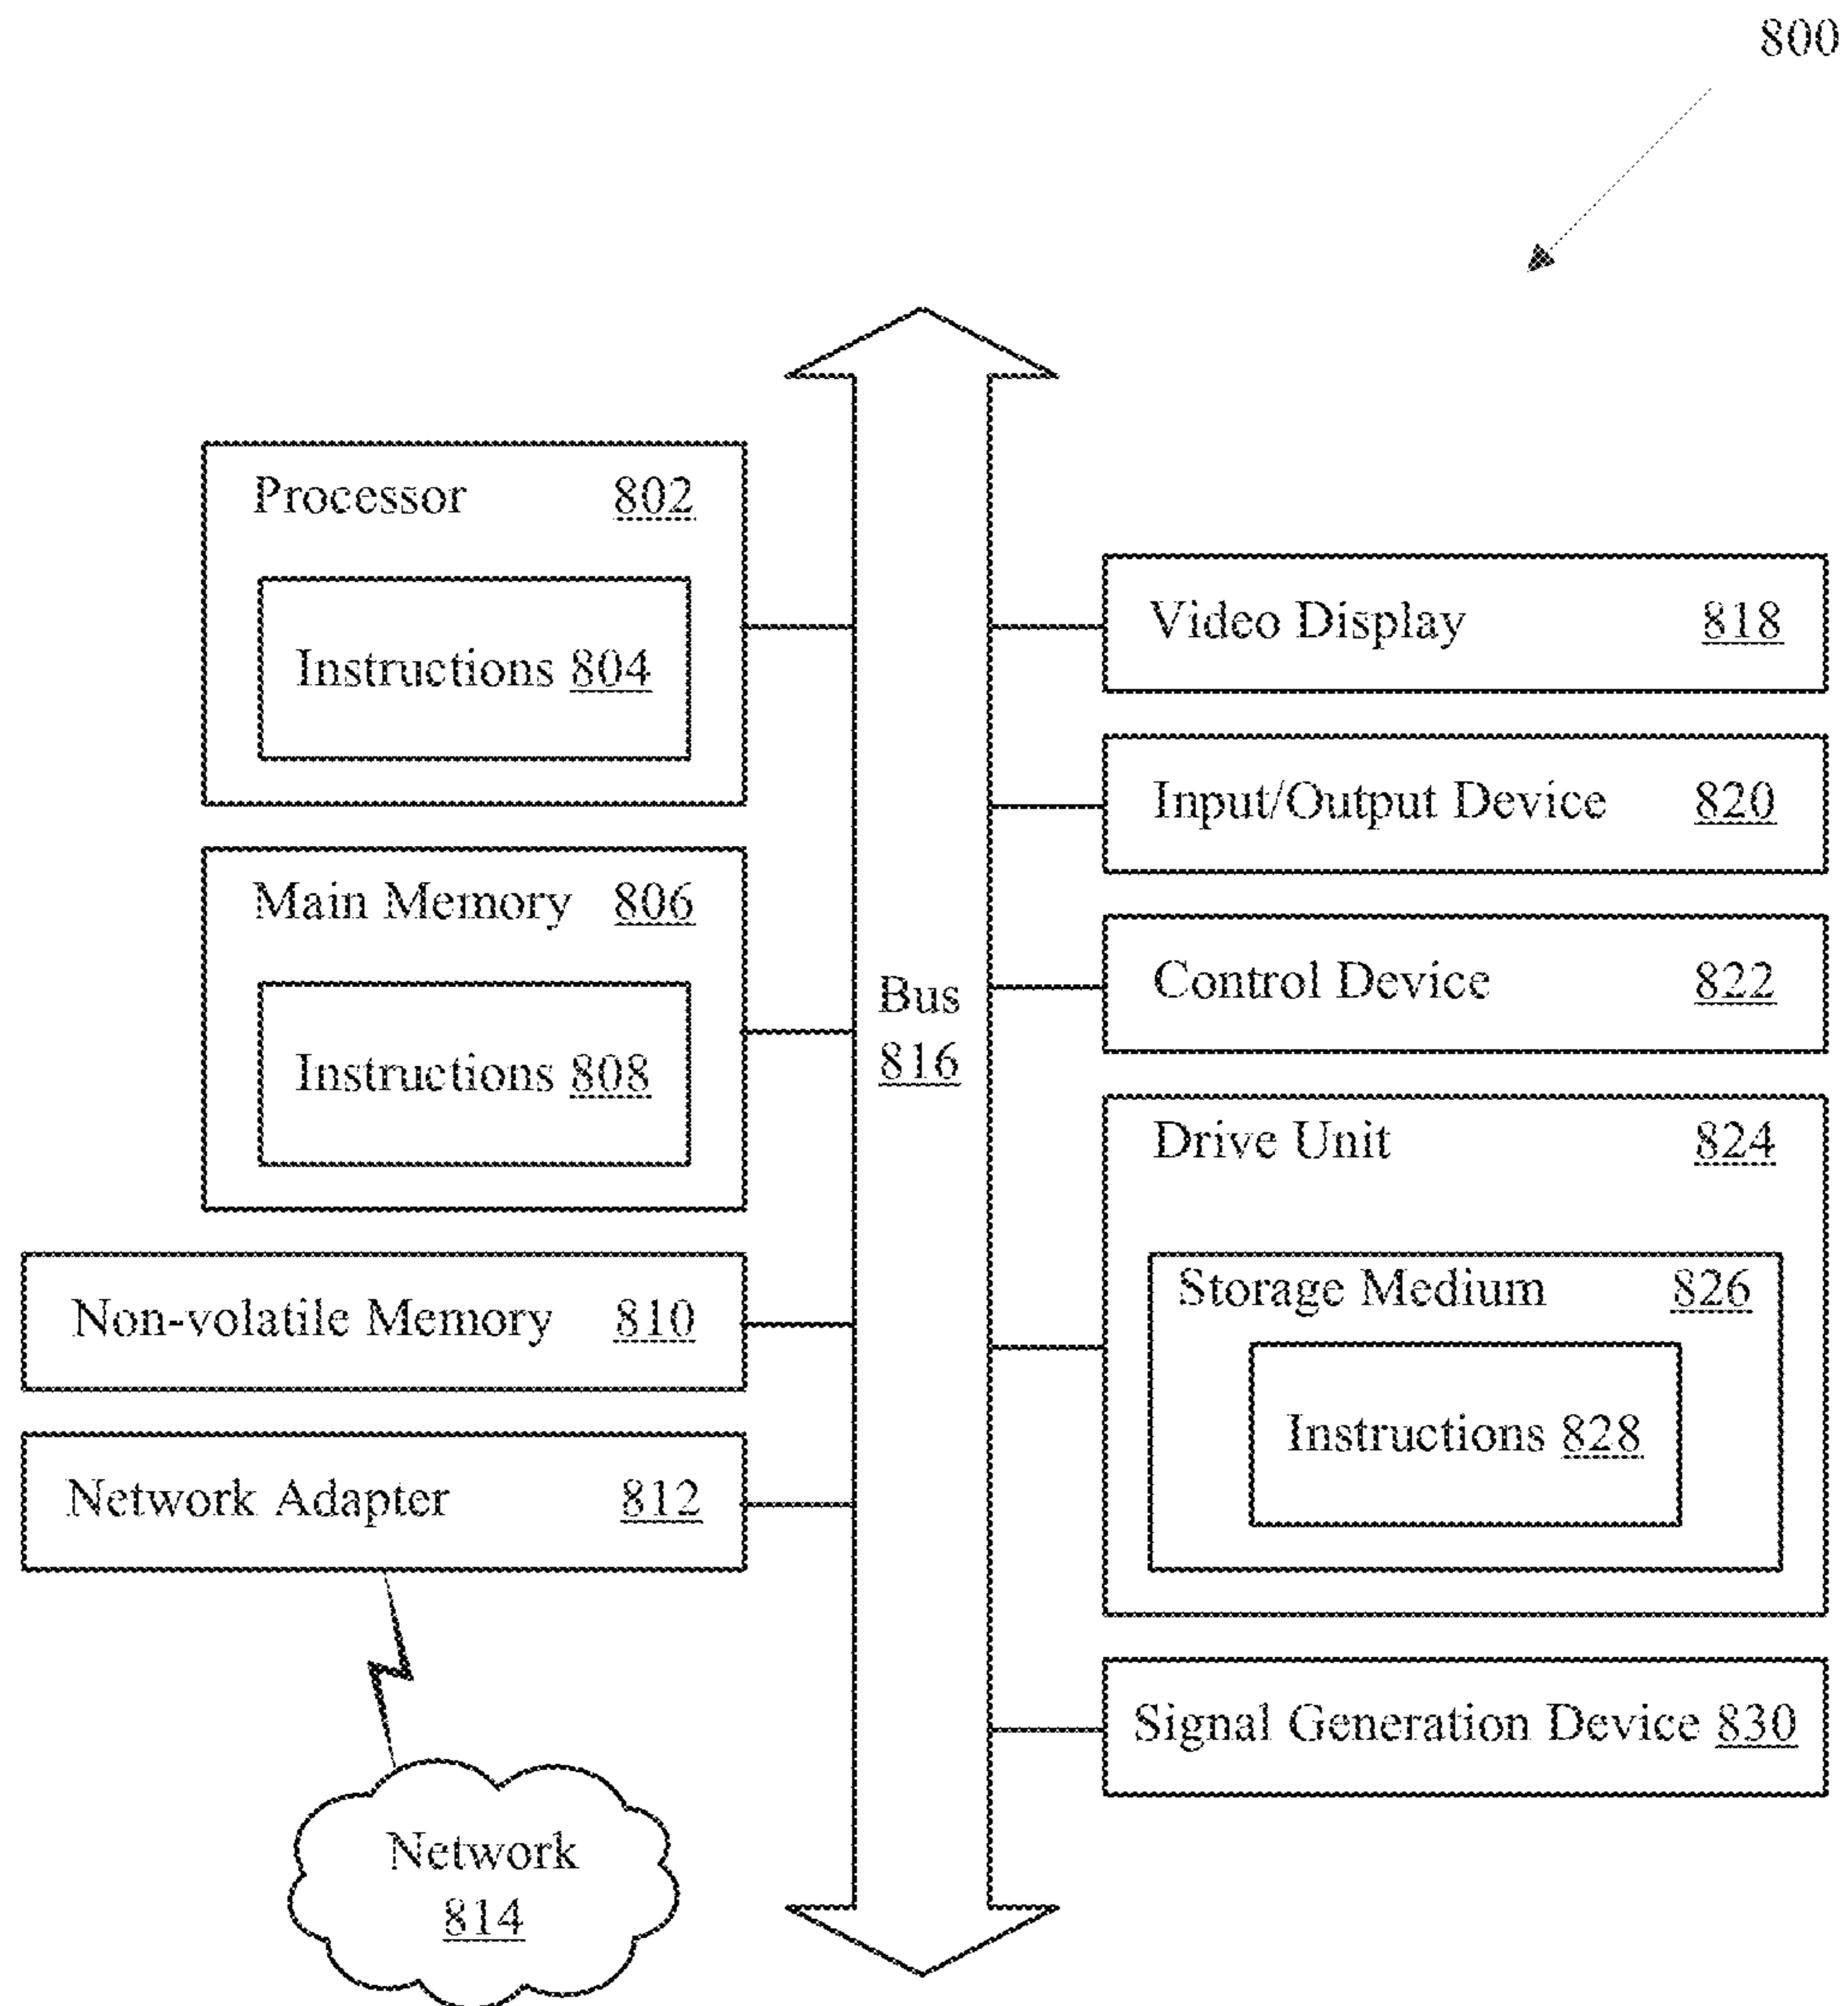 800
Processor 802
Instructions 804
Main Memory 806
Instructions 808
Non-volatile Memory 810
Network Adapter 812
Network
814
Bus
816
Video Display 818
Input/Output Device 820
Control Device 822
Drive Unit 824
Storage Medium 826
Instructions 828
Signal Generation Device 830